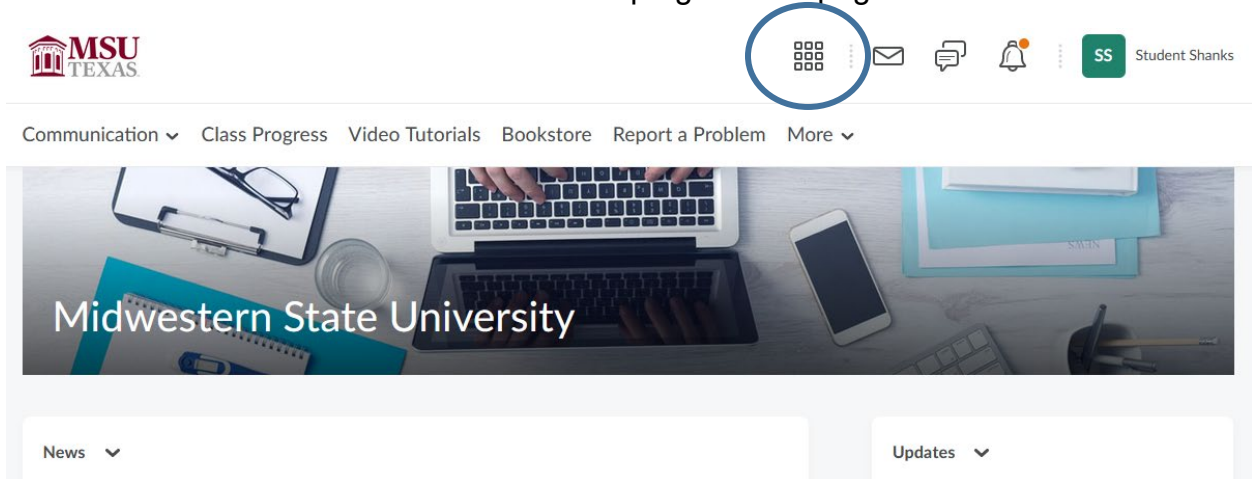 MSU
TEXAS
SS Student Shanks
Communication Class Progress Video Tutorials Bookstore Report a Problem More
NEWS
Midwestern State University
News
Updates